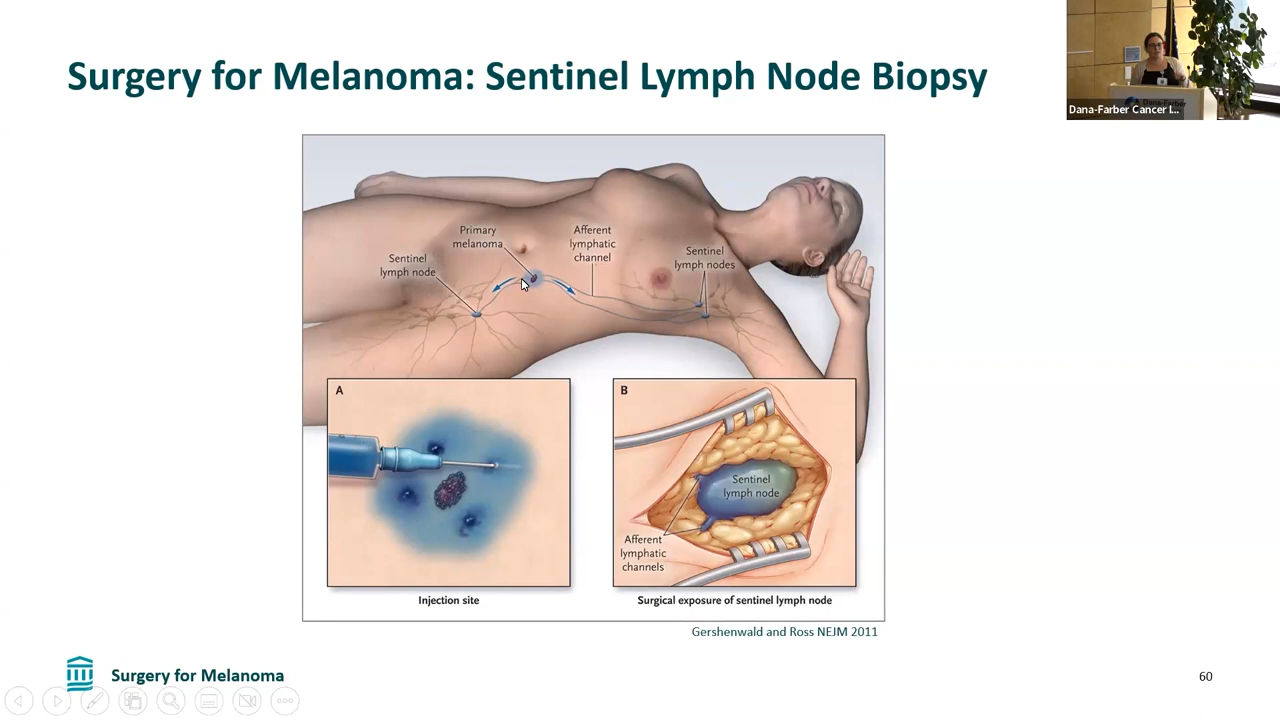 Surgery for Melanoma: Sentinel Lymph Node Biopsy
Dana-Farber Cancer I...
Primary
melanoma
Afferent
lymphatic
channel
Sentinel
lymph node
Sentinel
lymph nodes
A
B
Sentinel
lymph node
Afferent
lymphatic
channels
Injection site
Surgical exposure of sentinel lymph node
Gershenwald and Ross NEJM 2011
Surgery for Melanoma
60